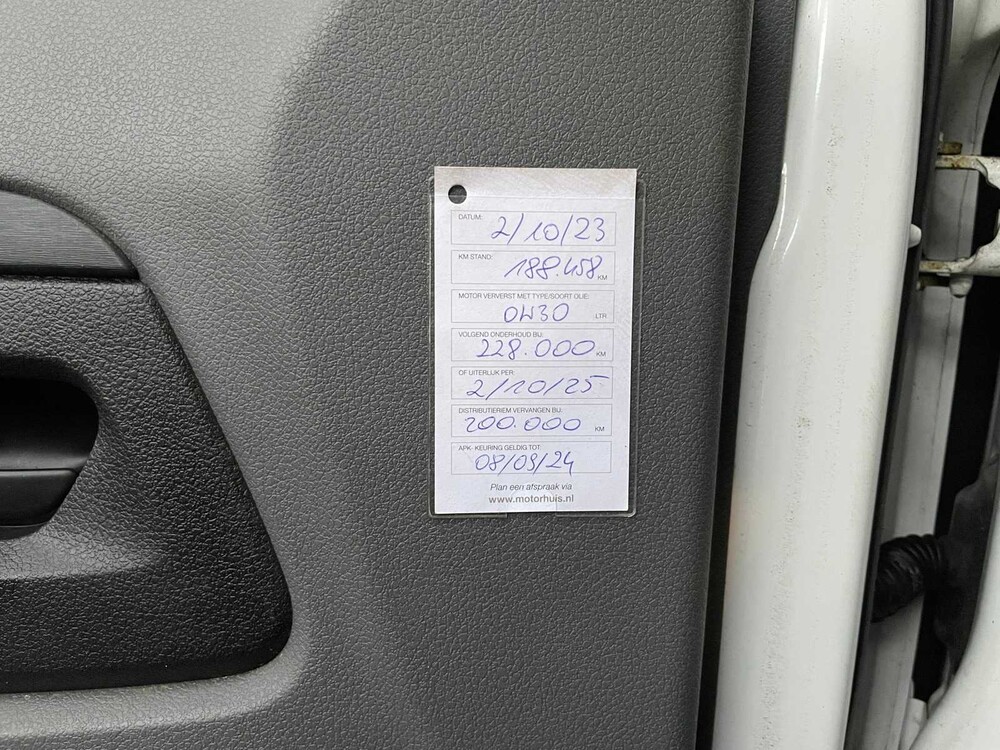 DATUM: 2/10/23
KM STAND: 188.458 KM
MOTOR VERVERST MET TYPE/SOORT OLIE:
0W30 LTR
VOLGEND ONDERHOUD BIJ:
228.000 KM
OF UITERLIJK PER:
2/10/25
DISTRIBUTIERIEM VERVANGEN BIJ:
200.000 KM
APK- KEURING GELDIG TOT:
08/09/24
Plan een afspraak via
www.motorhuis.nl